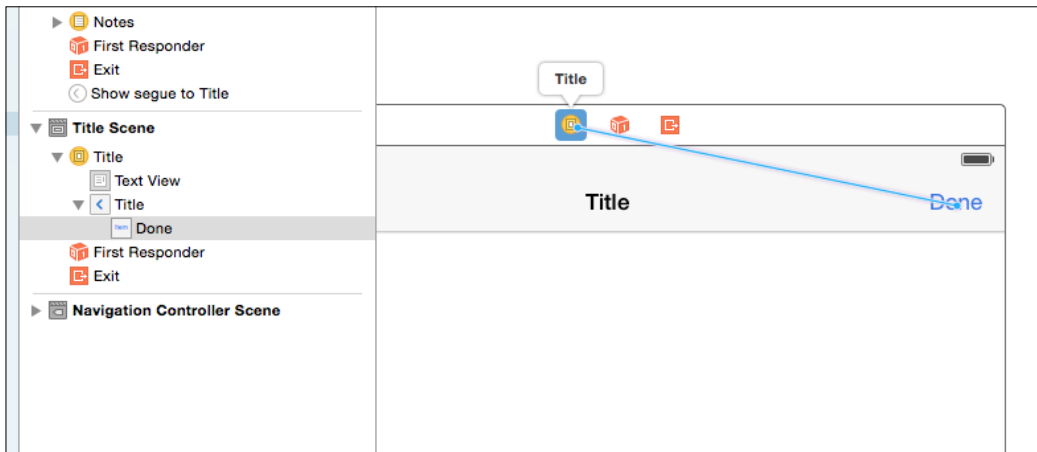 Notes
First Responder
Exit
Show segue to Title
Title Scene
Title
Text View
Title
Item Done
First Responder
Exit
Navigation Controller Scene
Title
Title
Done